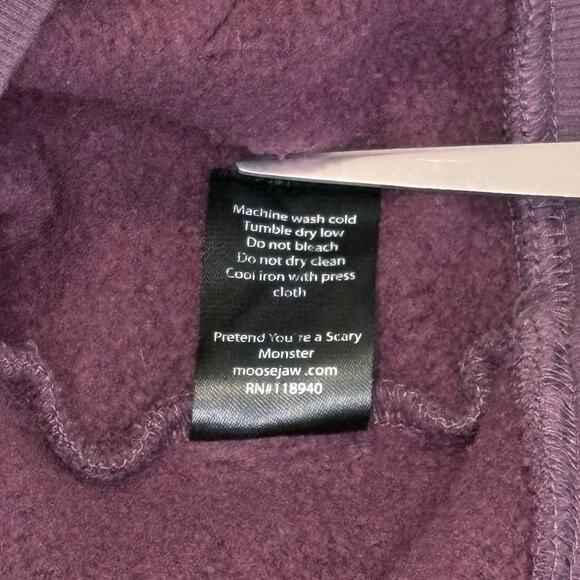 Machine wash cold
Tumble dry low
Do not bleach
Do not dry clean
Cool iron with press
cloth
Pretend You're a Scary
Monster
moosejaw.com
RN#118940